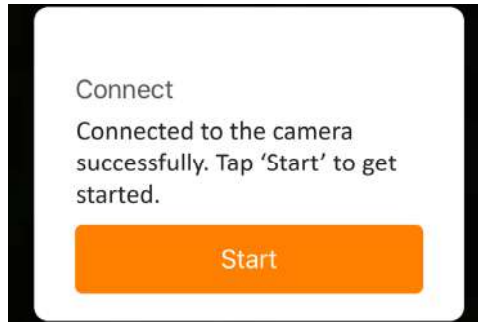 Connect
Connected to the camera
successfully. Tap ‘Start’ to get
started.
Start